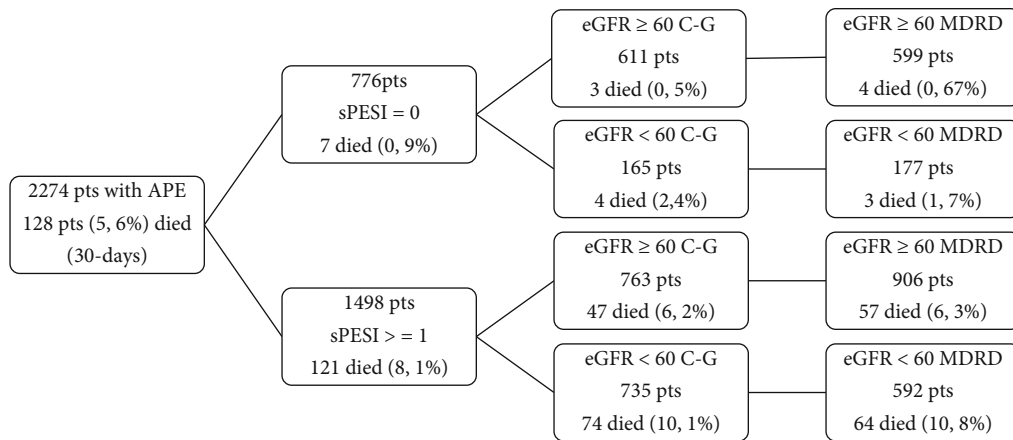 2274 pts with APE
128 pts (5, 6%) died
(30-days)
776pts
sPESI = 0
7 died (0, 9%)
1498 pts
sPESI > = 1
121 died (8, 1%)
eGFR ≥ 60 C-G
611 pts
3 died (0, 5%)
eGFR < 60 C-G
165 pts
4 died (2,4%)
eGFR ≥ 60 C-G
763 pts
47 died (6, 2%)
eGFR < 60 C-G
735 pts
74 died (10, 1%)
eGFR ≥ 60 MDRD
599 pts
4 died (0, 67%)
eGFR < 60 MDRD
177 pts
3 died (1, 7%)
eGFR ≥ 60 MDRD
906 pts
57 died (6, 3%)
eGFR < 60 MDRD
592 pts
64 died (10, 8%)